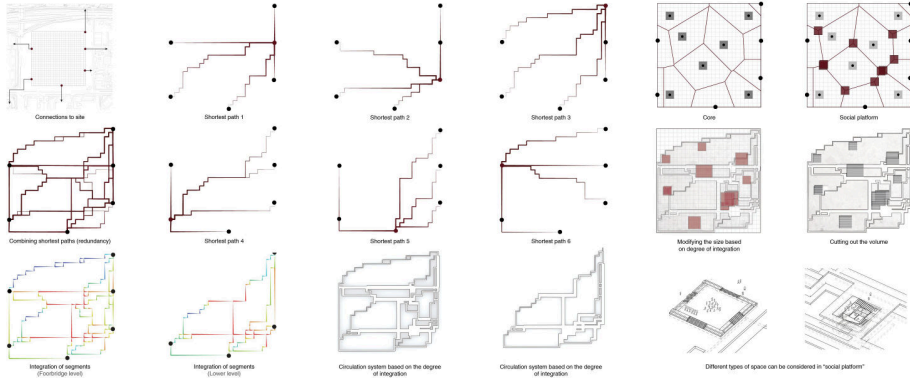 Connections to site
Shortest path 1
Shortest path 2
Shortest path 3
Core
Social platform
Combining shortest paths (redundancy)
Shortest path 4
Shortest path 5
Shortest path 6
Modifying the size based
on degree of integration
Cutting out the volume
Integration of segments
(Foorbridge level)
Integration of segments
(Lower level)
Circulation system based on the degree
of integration
Circulation system based on the degree
of integration
Different types of space can be considered in "social platform"